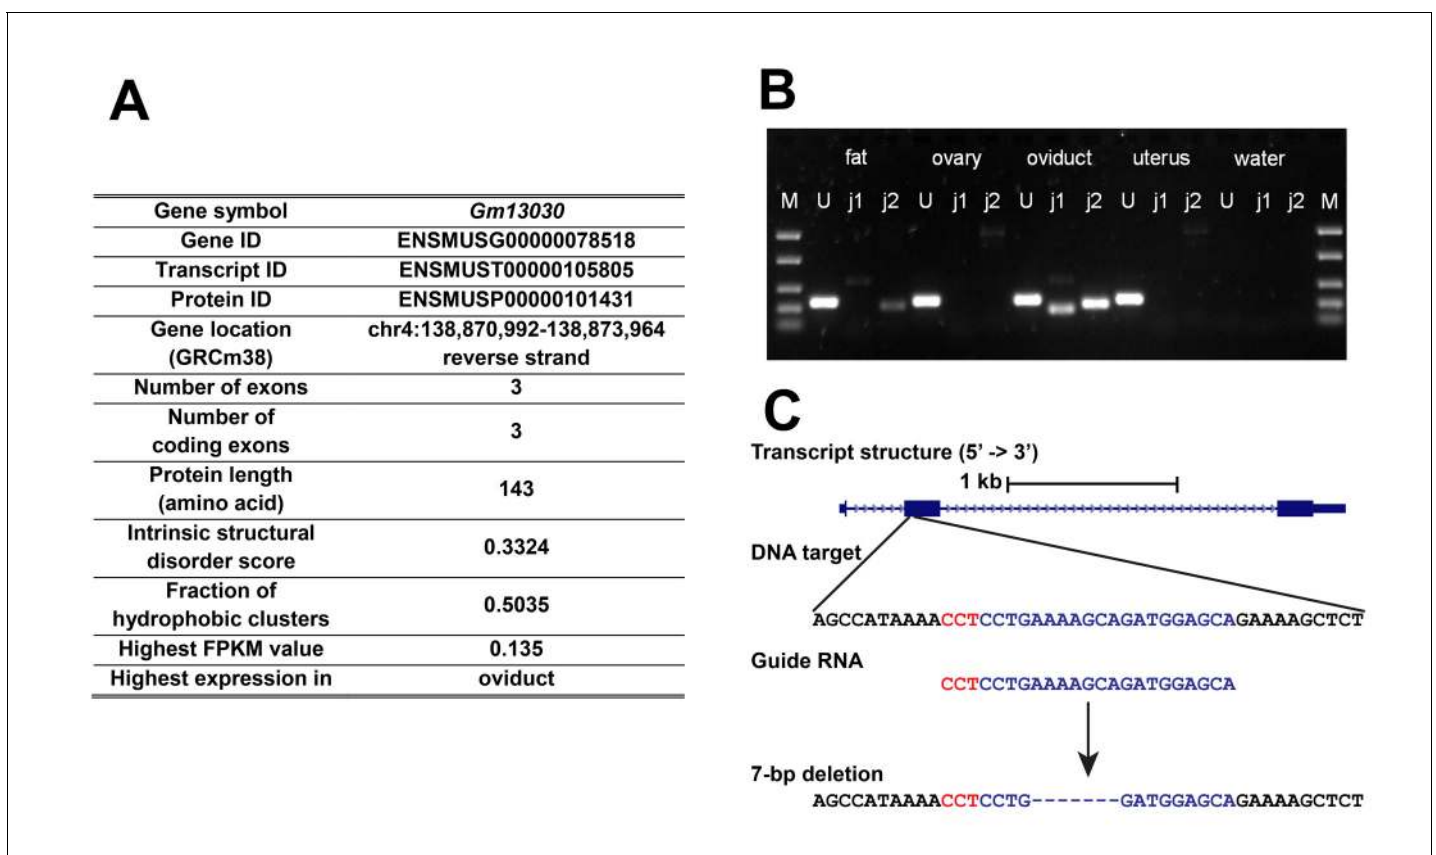 A
Gene symbol Gm13030
Gene ID ENSMUSG00000078518
Transcript ID ENSMUST00000105805
Protein ID ENSMUSP00000101431
Gene location chr4:138,870,992-138,873,964
(GRCm38) reverse strand
Number of exons 3
Number of
coding exons 3
Protein length
(amino acid) 143
Intrinsic structural
disorder score 0.3324
Fraction of
hydrophobic clusters 0.5035
Highest FPKM value 0.135
Highest expression in oviduct
B
fat ovary oviduct uterus water
M U j1 j2 U j1 j2 U j1 j2 U j1 j2 U j1 j2 M
C
Transcript structure (5’ -> 3’)
1 kb
DNA target
AGCCATAAAACCTCCTGAAAAGCAGATGGAGCAGAAAAGCTCT
Guide RNA
CCTCCTGAAAAGCAGATGGAGCA
7-bp deletion
AGCCATAAAACCTCCTG-------GATGGAGCAGAAAAGCTCT